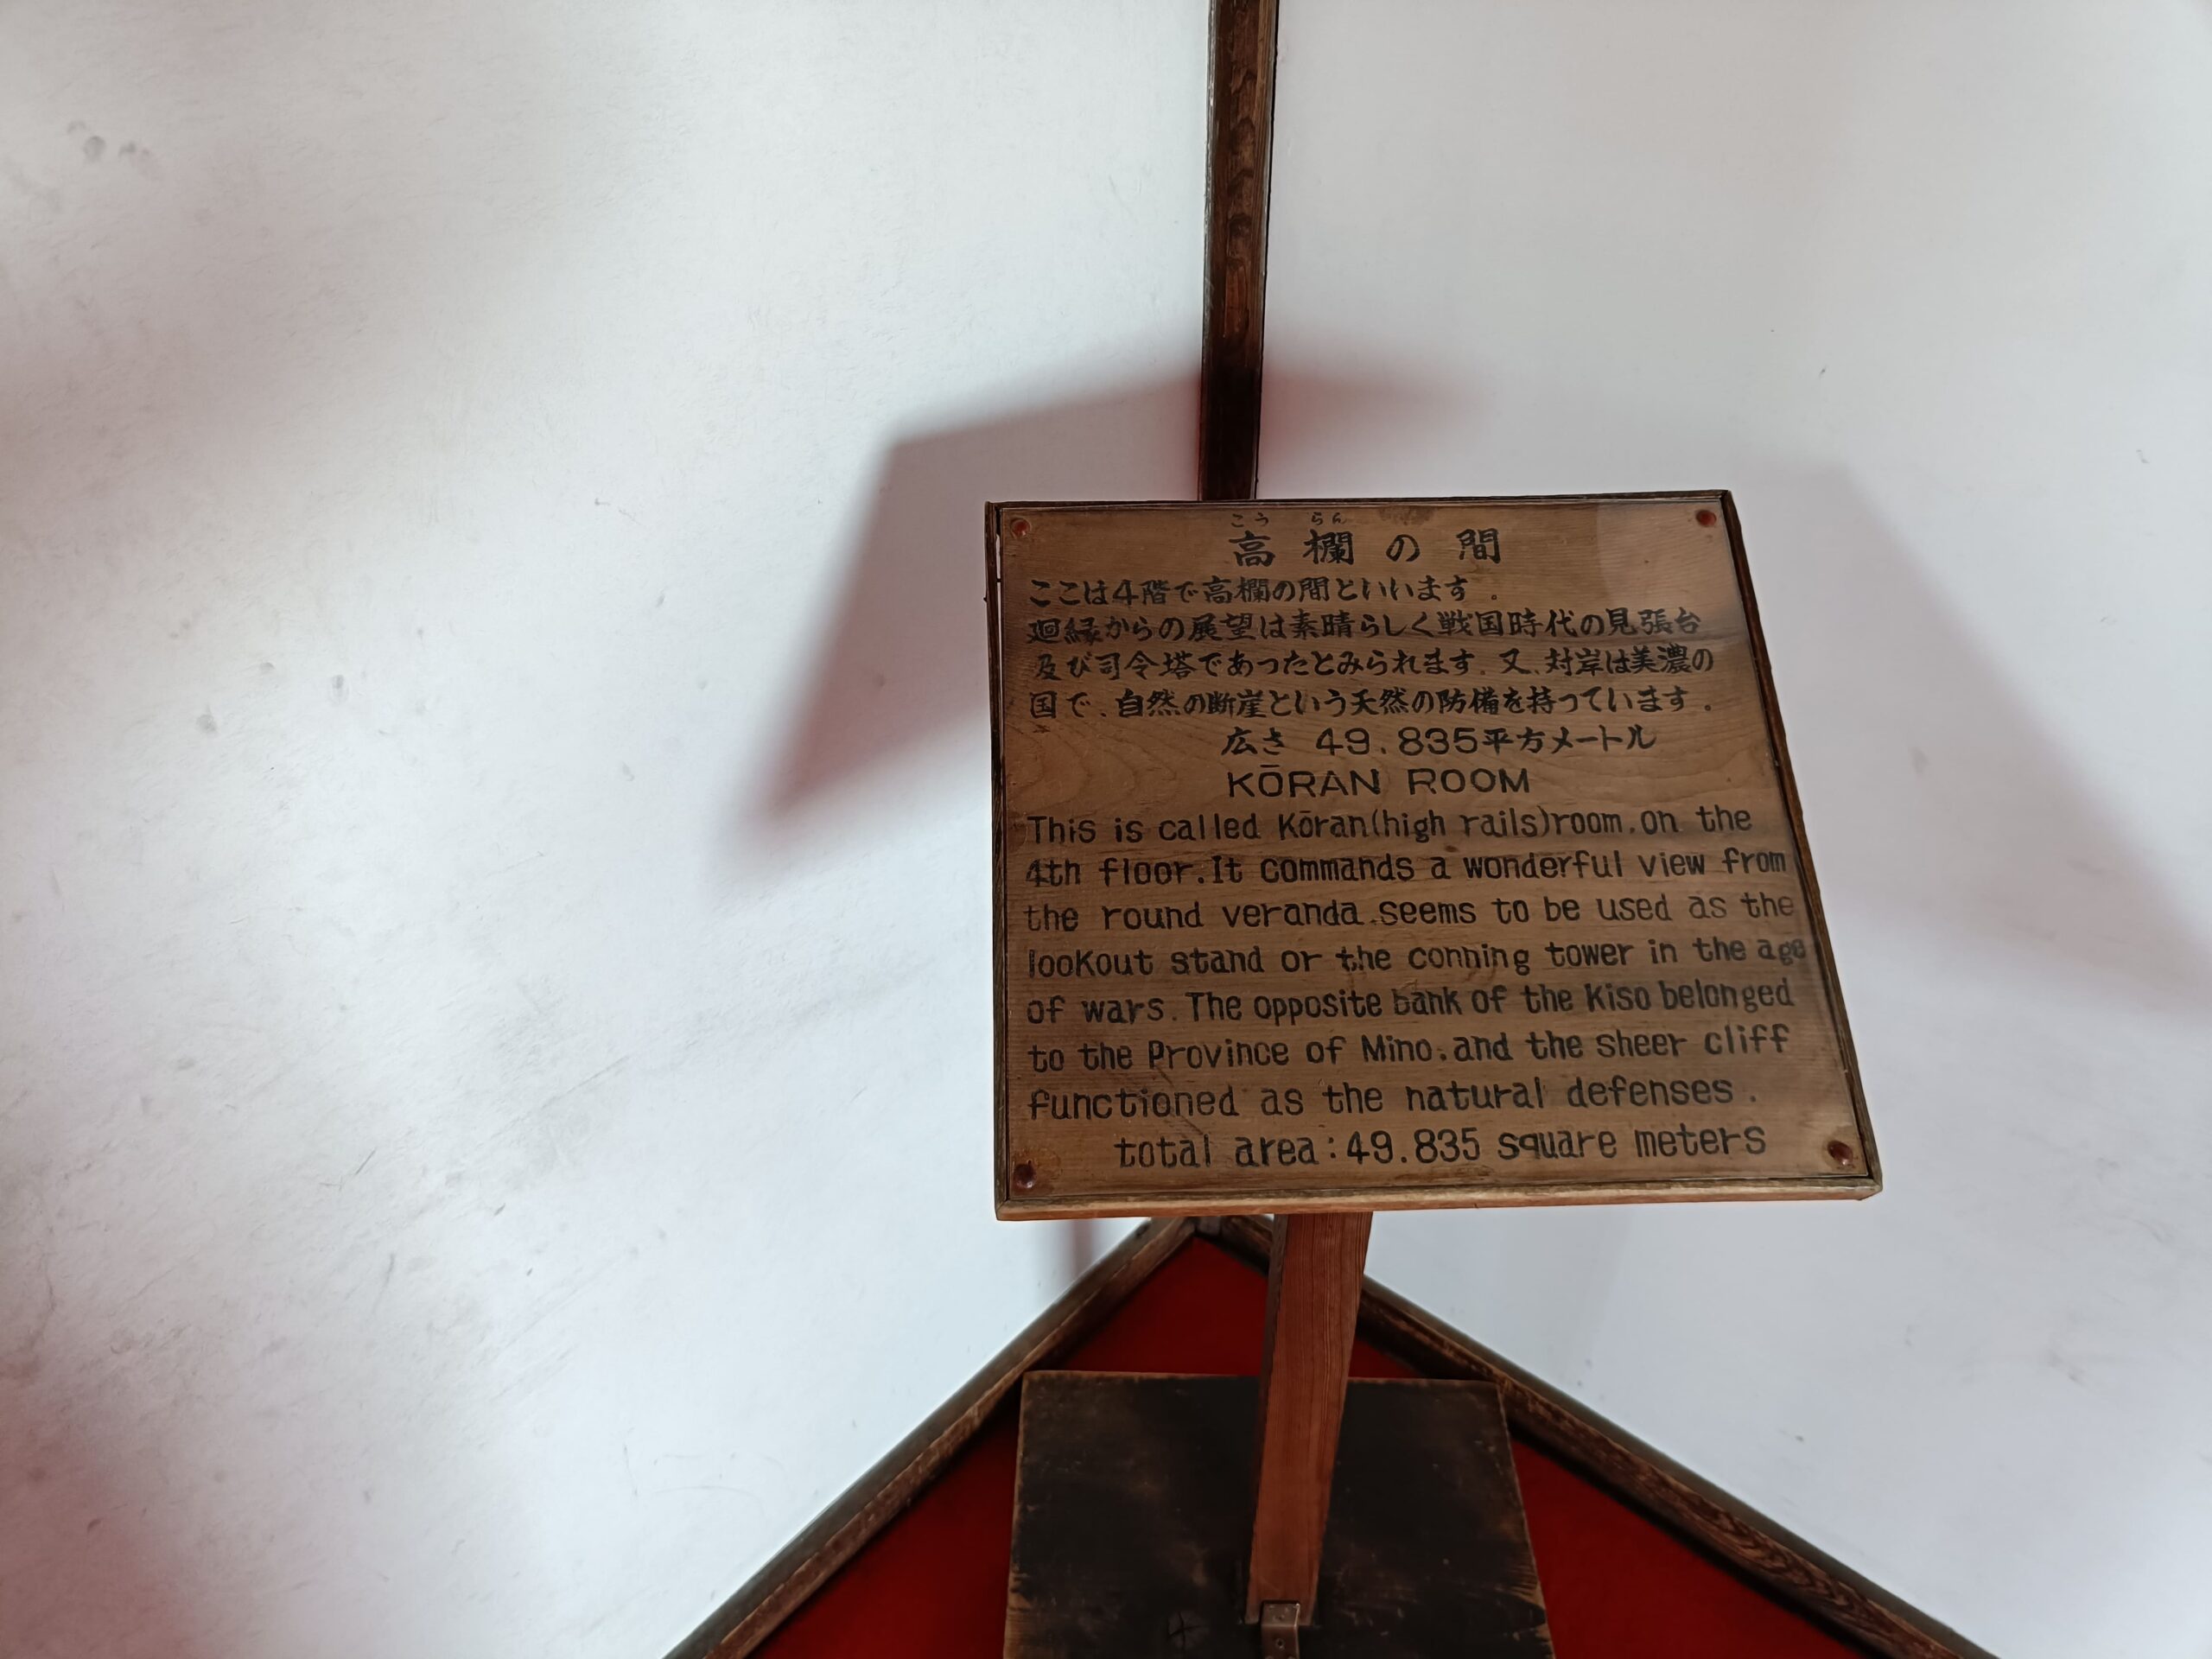 こう らん
高欄の間
ここは4階で高欄の間といいます。
廻縁からの展望は素晴らしく戦国時代の見張台
及び司令塔であったとみられます。又、対岸は美濃の
国で、自然の断崖という天然の防備を持っています。
広さ 49.835平方メートル
KŌRAN ROOM
This is called Kōran(high rails)room.on the
4th floor.It commands a wonderful view from
the round veranda.seems to be used as the
lookout stand or the conning tower in the age
of wars. The opposite bank of the Kiso belonged
to the Province of Mino.and the sheer cliff
functioned as the natural defenses.
total area:49.835 square meters